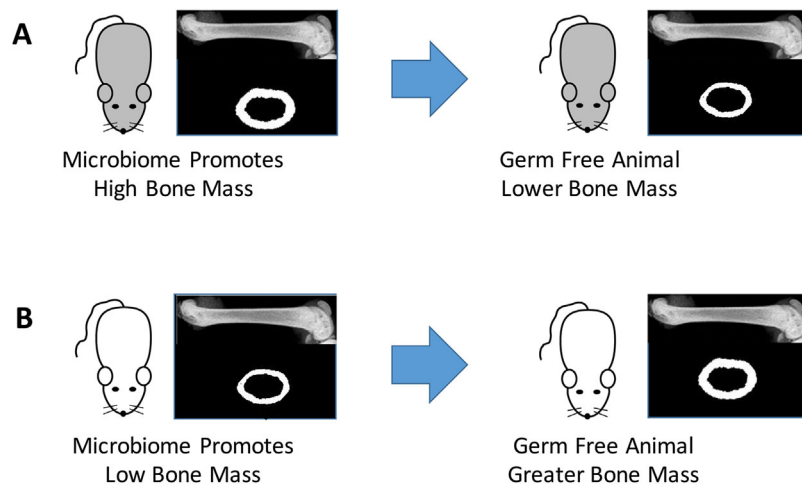 A
Microbiome Promotes
High Bone Mass
Germ Free Animal
Lower Bone Mass
B
Microbiome Promotes
Low Bone Mass
Germ Free Animal
Greater Bone Mass